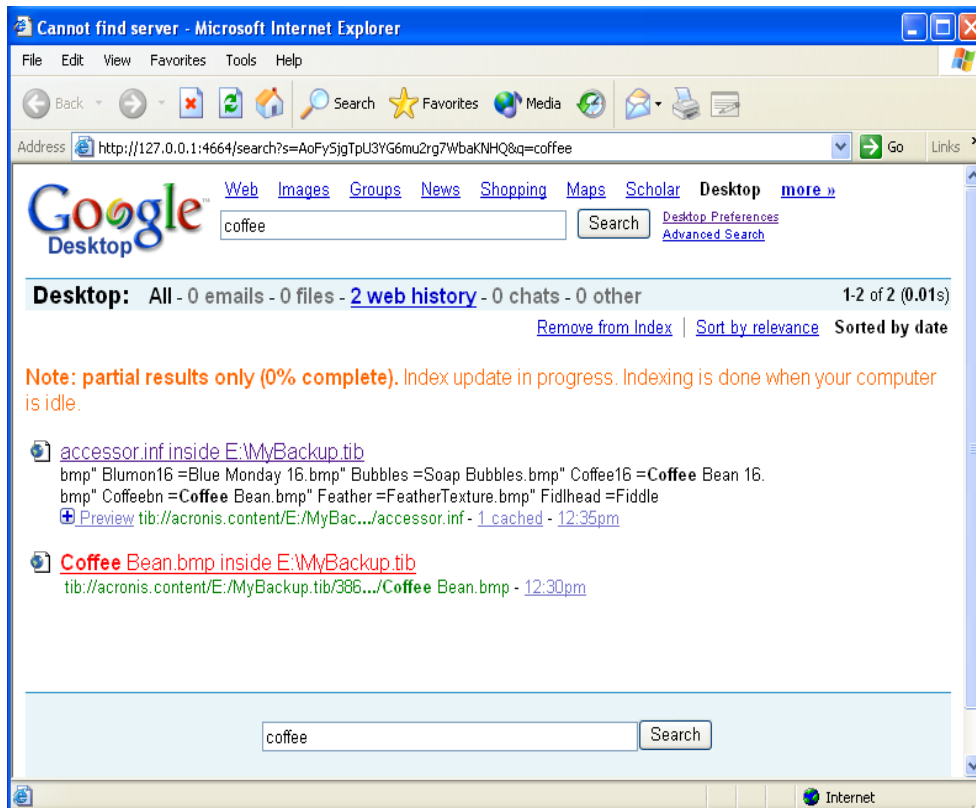 Cannot find server - Microsoft Internet Explorer
File Edit View Favorites Tools Help
Back Search Favorites Media
Address http://127.0.0.1:4664/search?s=AoFy5jgTpU3YG6mu2rg7WbaKNHQ&q=coffee Go Links
Web Images Groups News Shopping Maps Scholar Desktop more »
Google Desktop
coffee Search Desktop Preferences
Advanced Search
Desktop: All - 0 emails - 0 files - 2 web history - 0 chats - 0 other 1-2 of 2 (0.01s)
Remove from Index | Sort by relevance Sorted by date
Note: partial results only (0% complete). Index update in progress. Indexing is done when your computer
is idle.
accessor.inf inside E:\MyBackup.tib
bmp" Blumon16 =Blue Monday 16.bmp" Bubbles =Soap Bubbles.bmp" Coffee16 =Coffee Bean 16.
bmp" Coffeebn =Coffee Bean.bmp" Feather =FeatherTexture.bmp" Fidlhead =Fiddle
Preview tib://acronis.content/E:/MyBac.../accessor.inf - 1 cached - 12:35pm
Coffee Bean.bmp inside E:\MyBackup.tib
tib://acronis.content/E:/MyBackup.tib/386.../Coffee Bean.bmp - 12:30pm
coffee Search
Internet